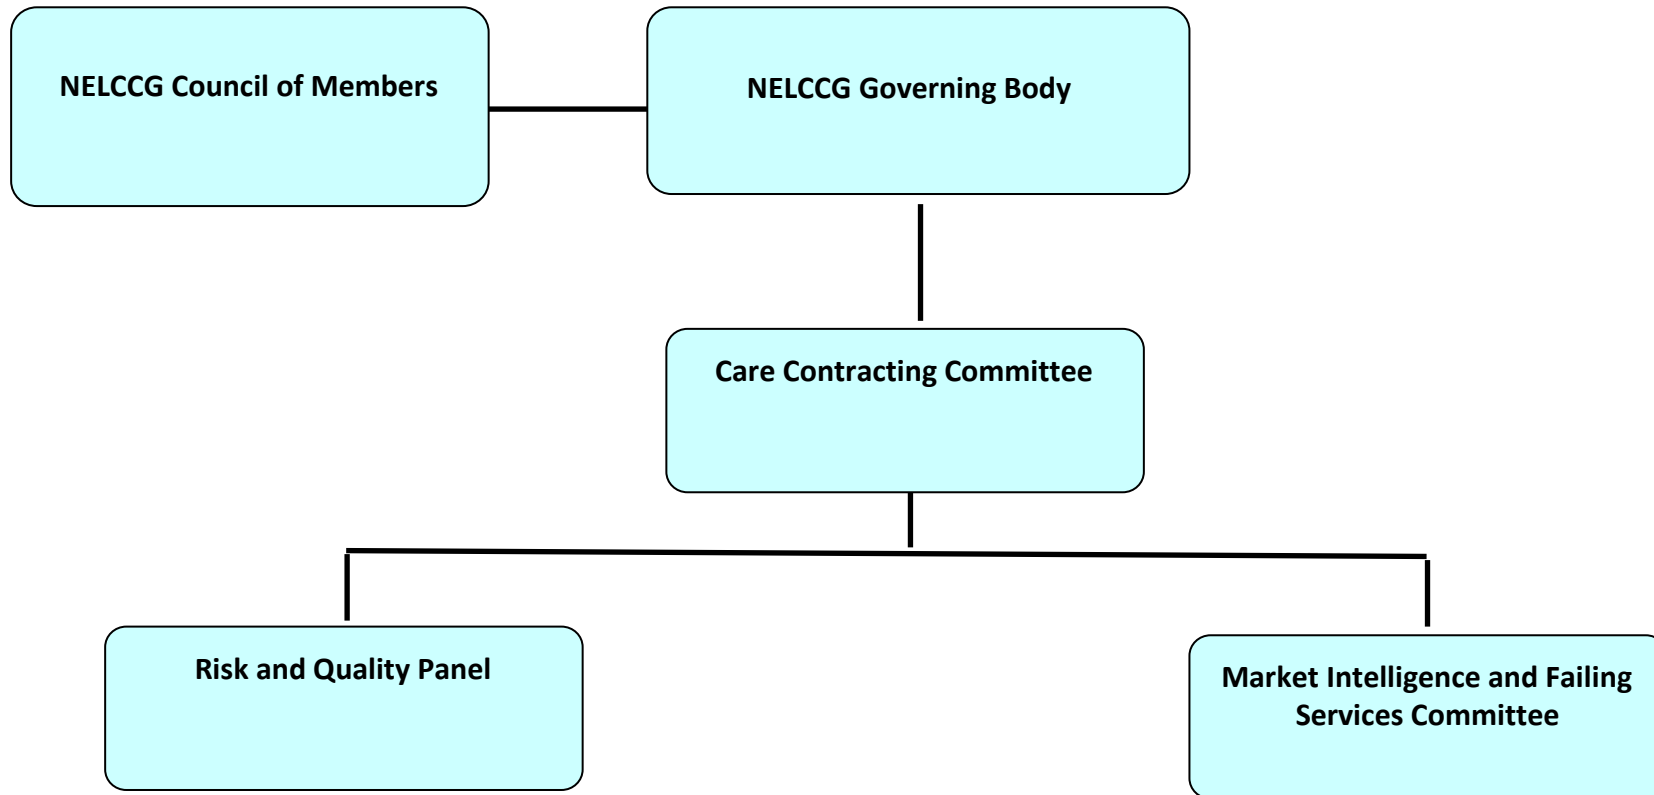 NELCCG Council of Members
NELCCG Governing Body
Care Contracting Committee
Risk and Quality Panel
Market Intelligence and Failing
Services Committee